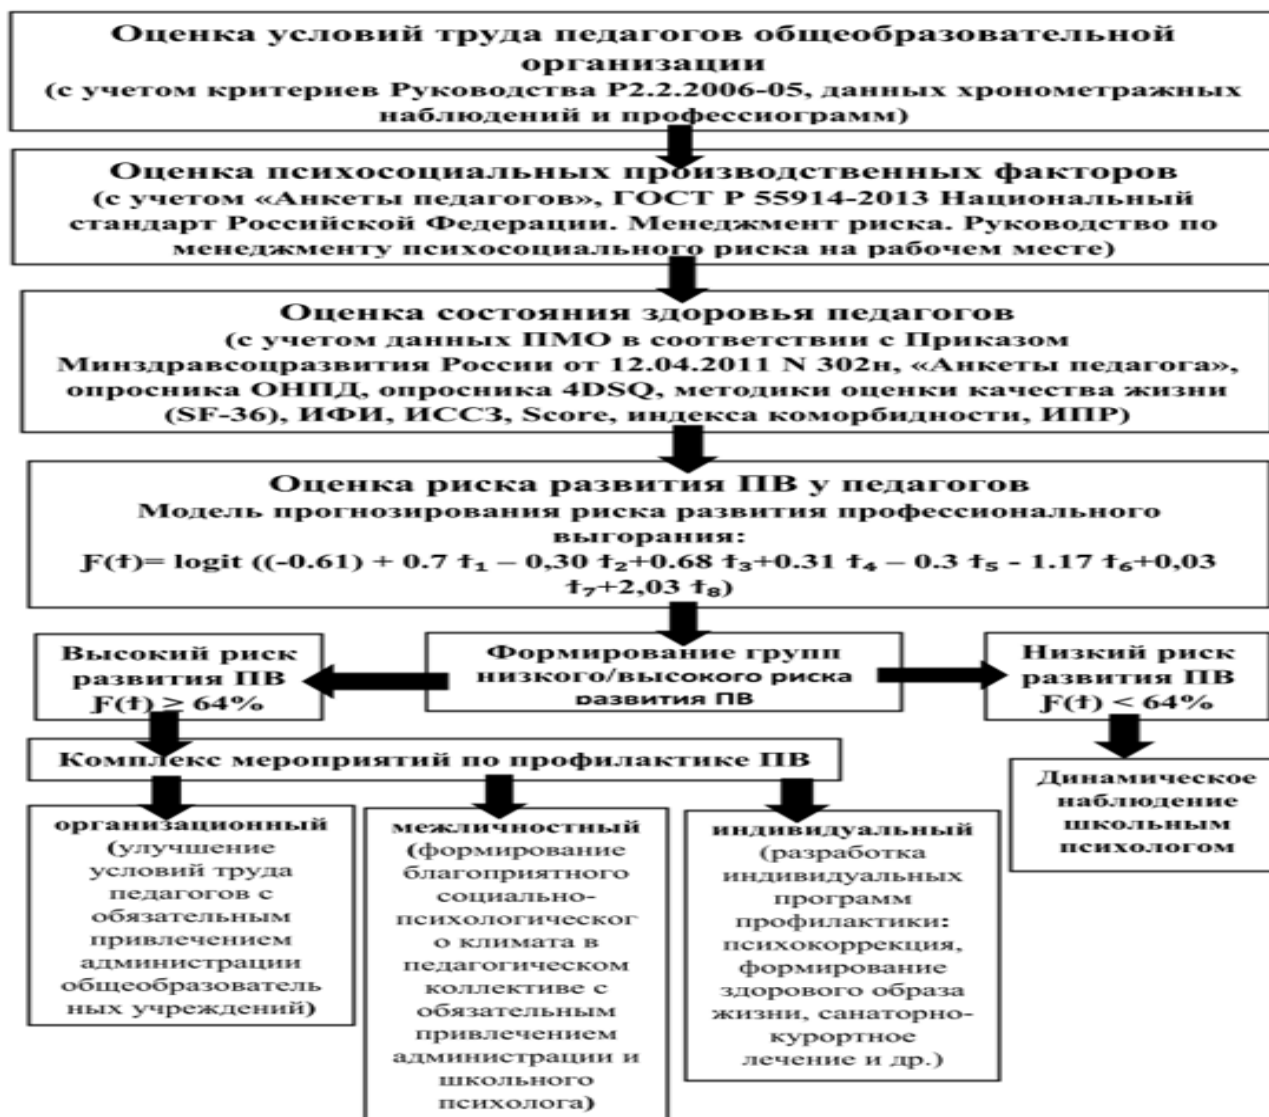 Оценка условий труда педагогов общеобразовательной
организации
(с учетом критериев Руководства Р2.2.2006-05, данных хронометражных
наблюдений и профессиограмм)
Оценка психосоциальных производственных факторов
(с учетом «Анкеты педагогов», ГОСТ Р 55914-2013 Национальный
стандарт Российской Федерации. Менеджмент риска. Руководство по
менеджменту психосоциального риска на рабочем месте)
Оценка состояния здоровья педагогов
(с учетом данных ПМО в соответствии с Приказом
Минздравсоцразвития России от 12.04.2011 N 302н, «Анкеты педагога»,
опросника ОНПД, опросника 4DSQ, методики оценки качества жизни
(SF-36), ИФИ, ИССЗ, Score, индекса коморбидности, ИПР)
Оценка риска развития ПВ у педагогов
Модель прогнозирования риска развития профессионального
выгорания:
Ƒ(ϯ)= logit ((-0.61) + 0.7 ϯ₁ – 0,30 ϯ₂+0.68 ϯ₃+0.31 ϯ₄ – 0.3 ϯ₅ - 1.17 ϯ₆+0,03
ϯ₇+2,03 ϯ₈)
Формирование групп
низкого/высокого риска
развития ПВ
Высокий риск
развития ПВ
Ƒ(ϯ) ≥ 64%
Низкий риск
развития ПВ
Ƒ(ϯ) < 64%
Комплекс мероприятий по профилактике ПВ
Динамическое
наблюдение
школьным
психологом
организационный
(улучшение
условий труда
педагогов с
обязательным
привлечением
администрации
общеобразователь
ных учреждений)
межличностный
(формирование
благоприятного
социально-
психологическог
о климата в
педагогическом
коллективе с
обязательным
привлечением
администрации и
школьного
психолога)
индивидуальный
(разработка
индивидуальных
программ
профилактики:
психокоррекция,
формирование
здорового образа
жизни, санаторно-
курортное
лечение и др.)